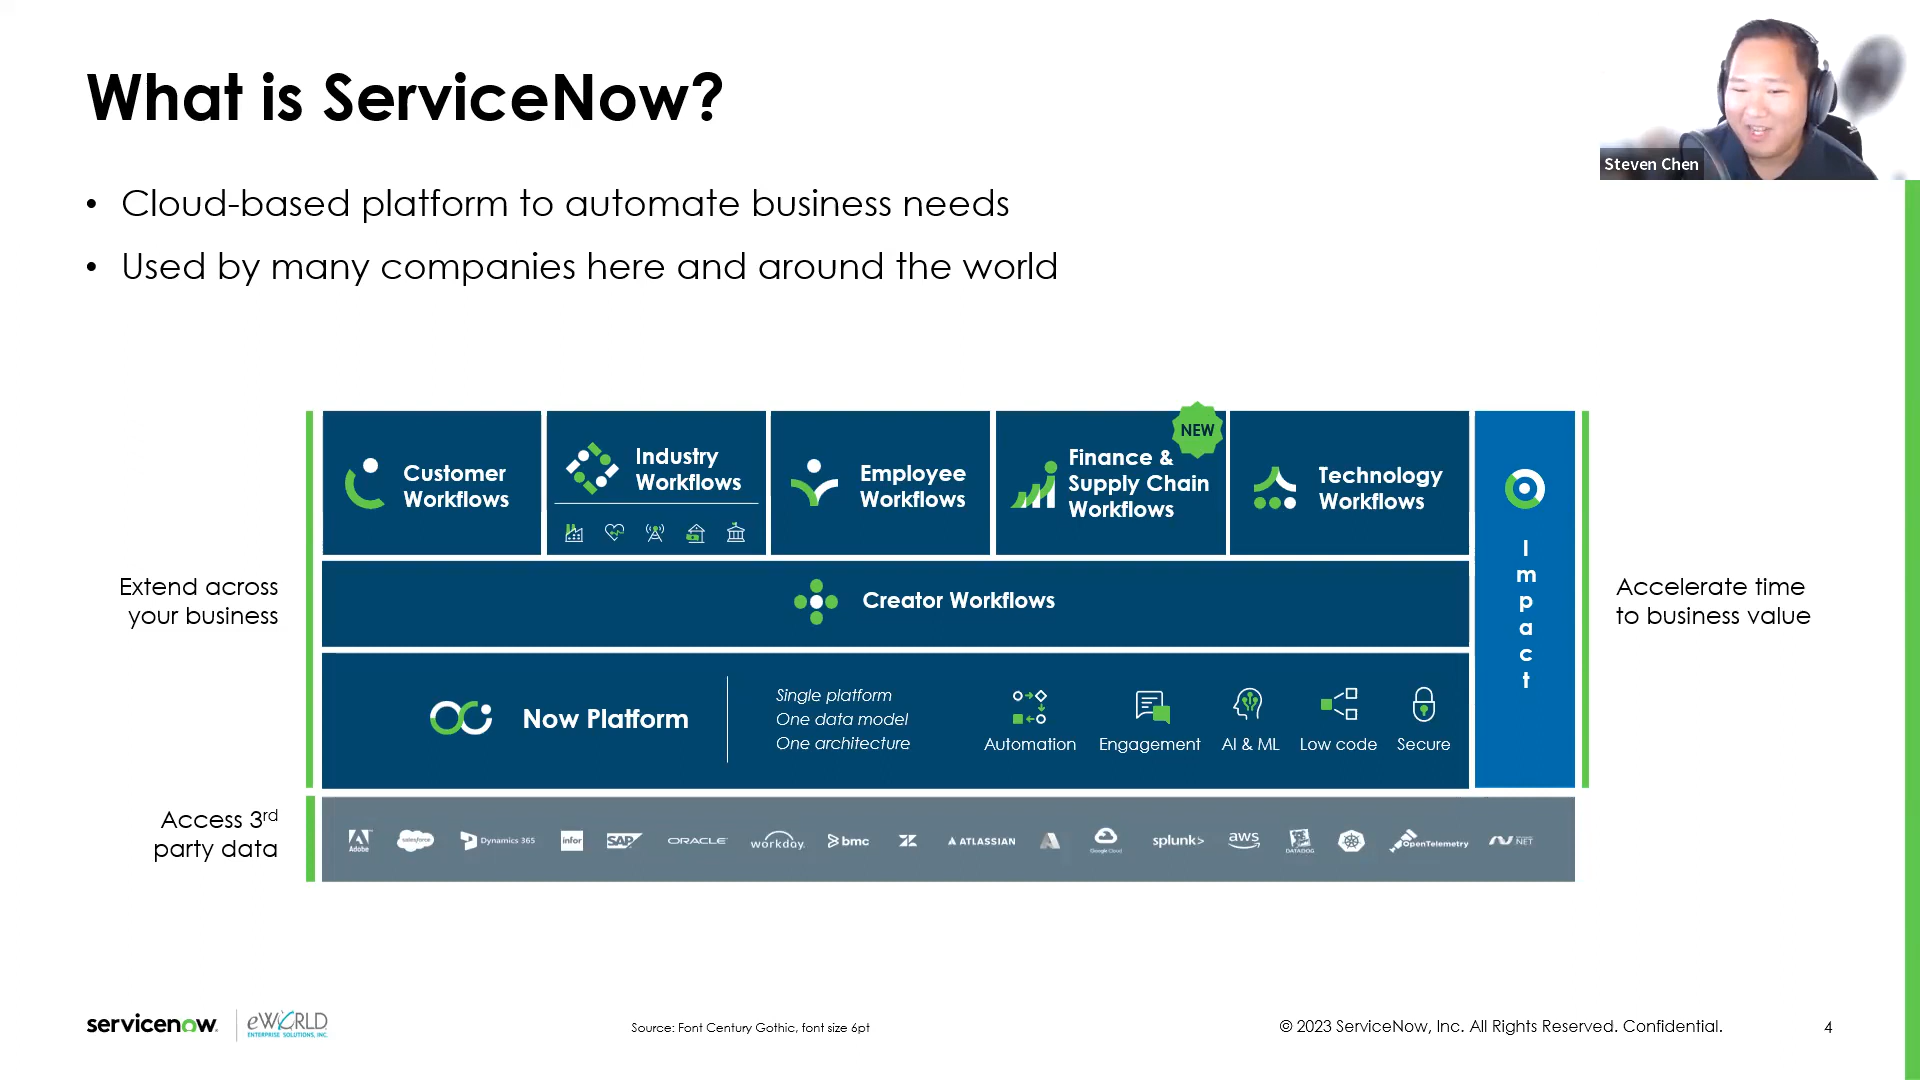 What is ServiceNow?
Steven Chen
• Cloud-based platform to automate business needs
• Used by many companies here and around the world
NEW
Customer
Workflows
Industry
Workflows
Employee
Workflows
Finance &
Supply Chain
Workflows
Technology
Workflows
Impact
Extend across
your business
Creator Workflows
Accelerate time
to business value
Now Platform
Single platform
One data model
One architecture
Automation
Engagement
AI & ML
Low code
Secure
Access 3rd
party data
Adobe
salesforce
Dynamics 365
infor
SAP
ORACLE
workday.
bmc
ATLASSIAN
Google Cloud
splunk>
aws
DATADOG
OpenTelemetry
.NET
servicenow.
eWORLD
ENTERPRISE SOLUTIONS, INC.
Source: Font Century Gothic, font size 6pt
© 2023 ServiceNow, Inc. All Rights Reserved. Confidential.
4